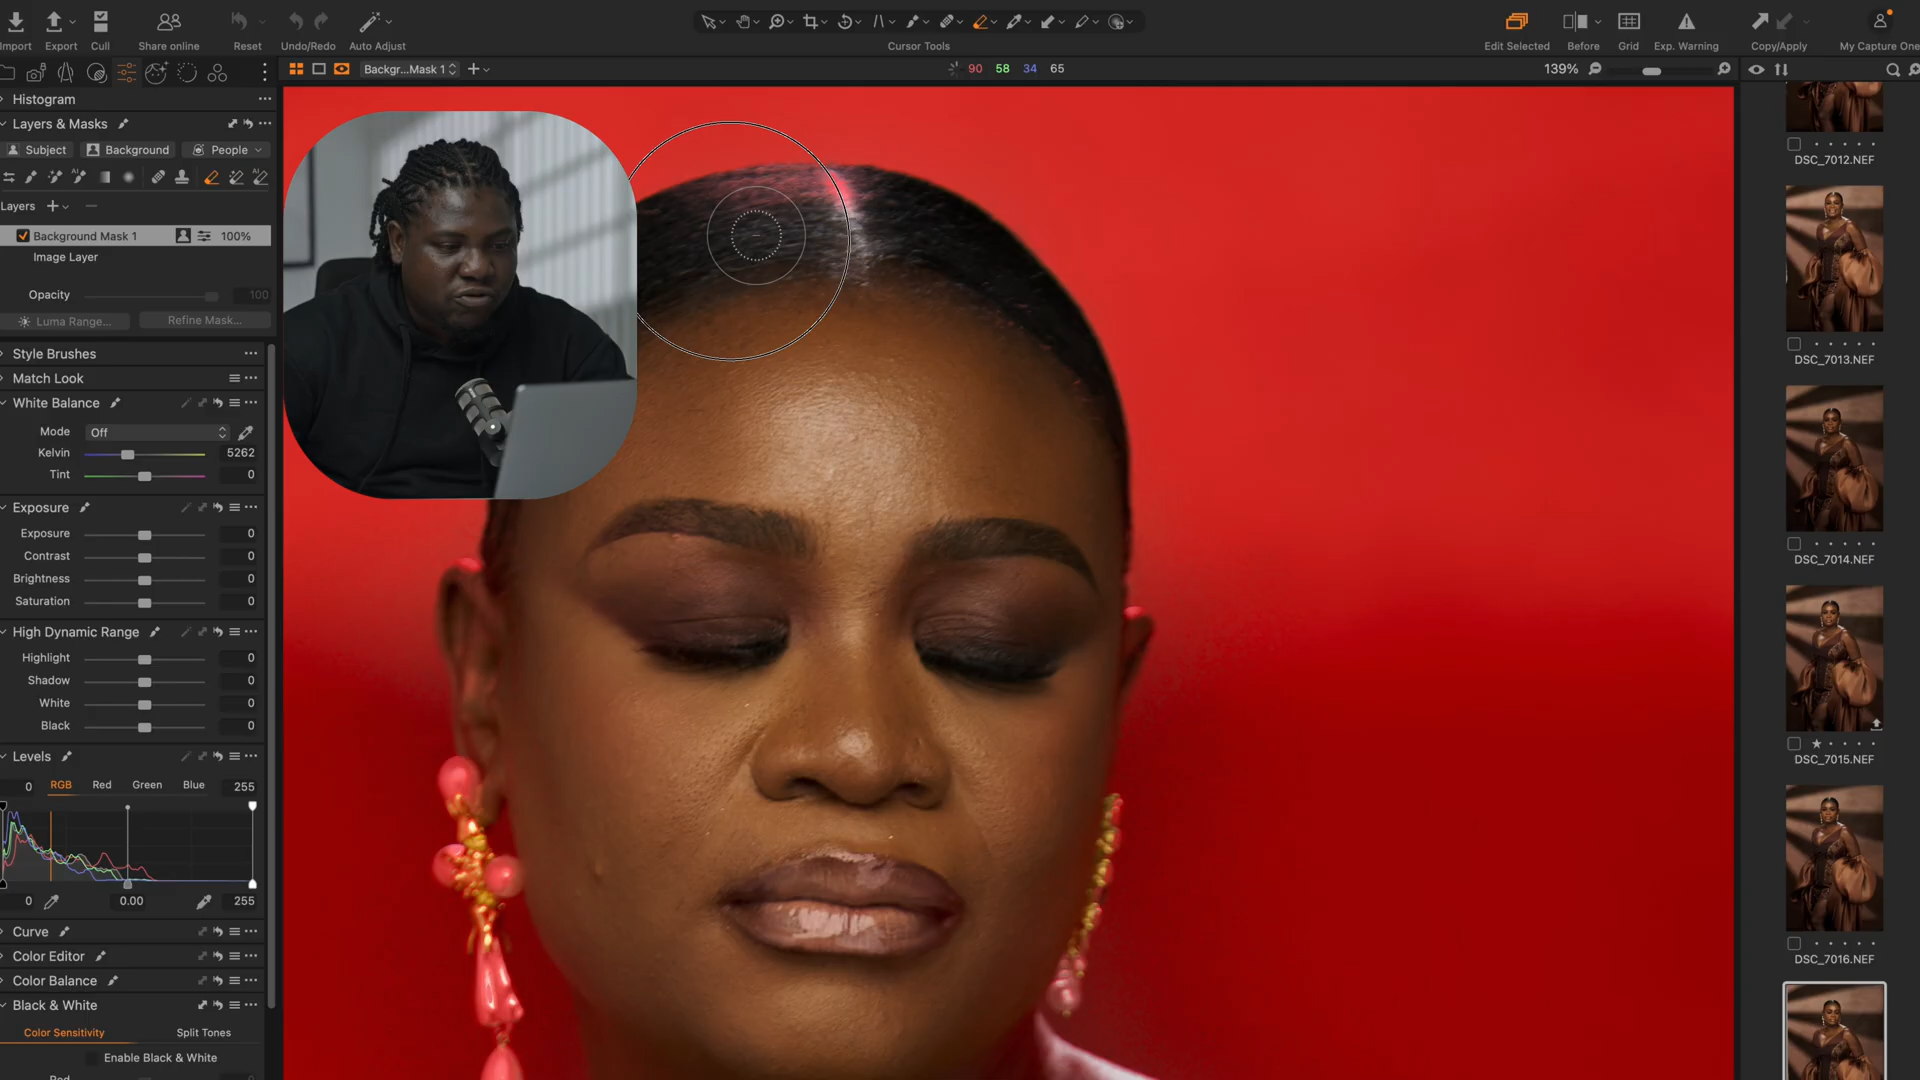 Import Export Cull Share online Reset Undo/Redo Auto Adjust Cursor Tools Edit Selected Before Grid Exp. Warning Copy/Apply My Capture One
Backgr...Mask 1 90 58 34 65 139%
Histogram
Layers & Masks
Subject Background People
Layers
Background Mask 1 100%
Image Layer
Opacity 100
Luma Range... Refine Mask...
Style Brushes
Match Look
White Balance
Mode Off
Kelvin 5262
Tint 0
Exposure
Exposure 0
Contrast 0
Brightness 0
Saturation 0
High Dynamic Range
Highlight 0
Shadow 0
White 0
Black 0
Levels
0 RGB Red Green Blue 255
0 0.00 255
Curve
Color Editor
Color Balance
Black & White
Color Sensitivity Split Tones
Enable Black & White
Red
DSC_7012.NEF
DSC_7013.NEF
DSC_7014.NEF
DSC_7015.NEF
DSC_7016.NEF